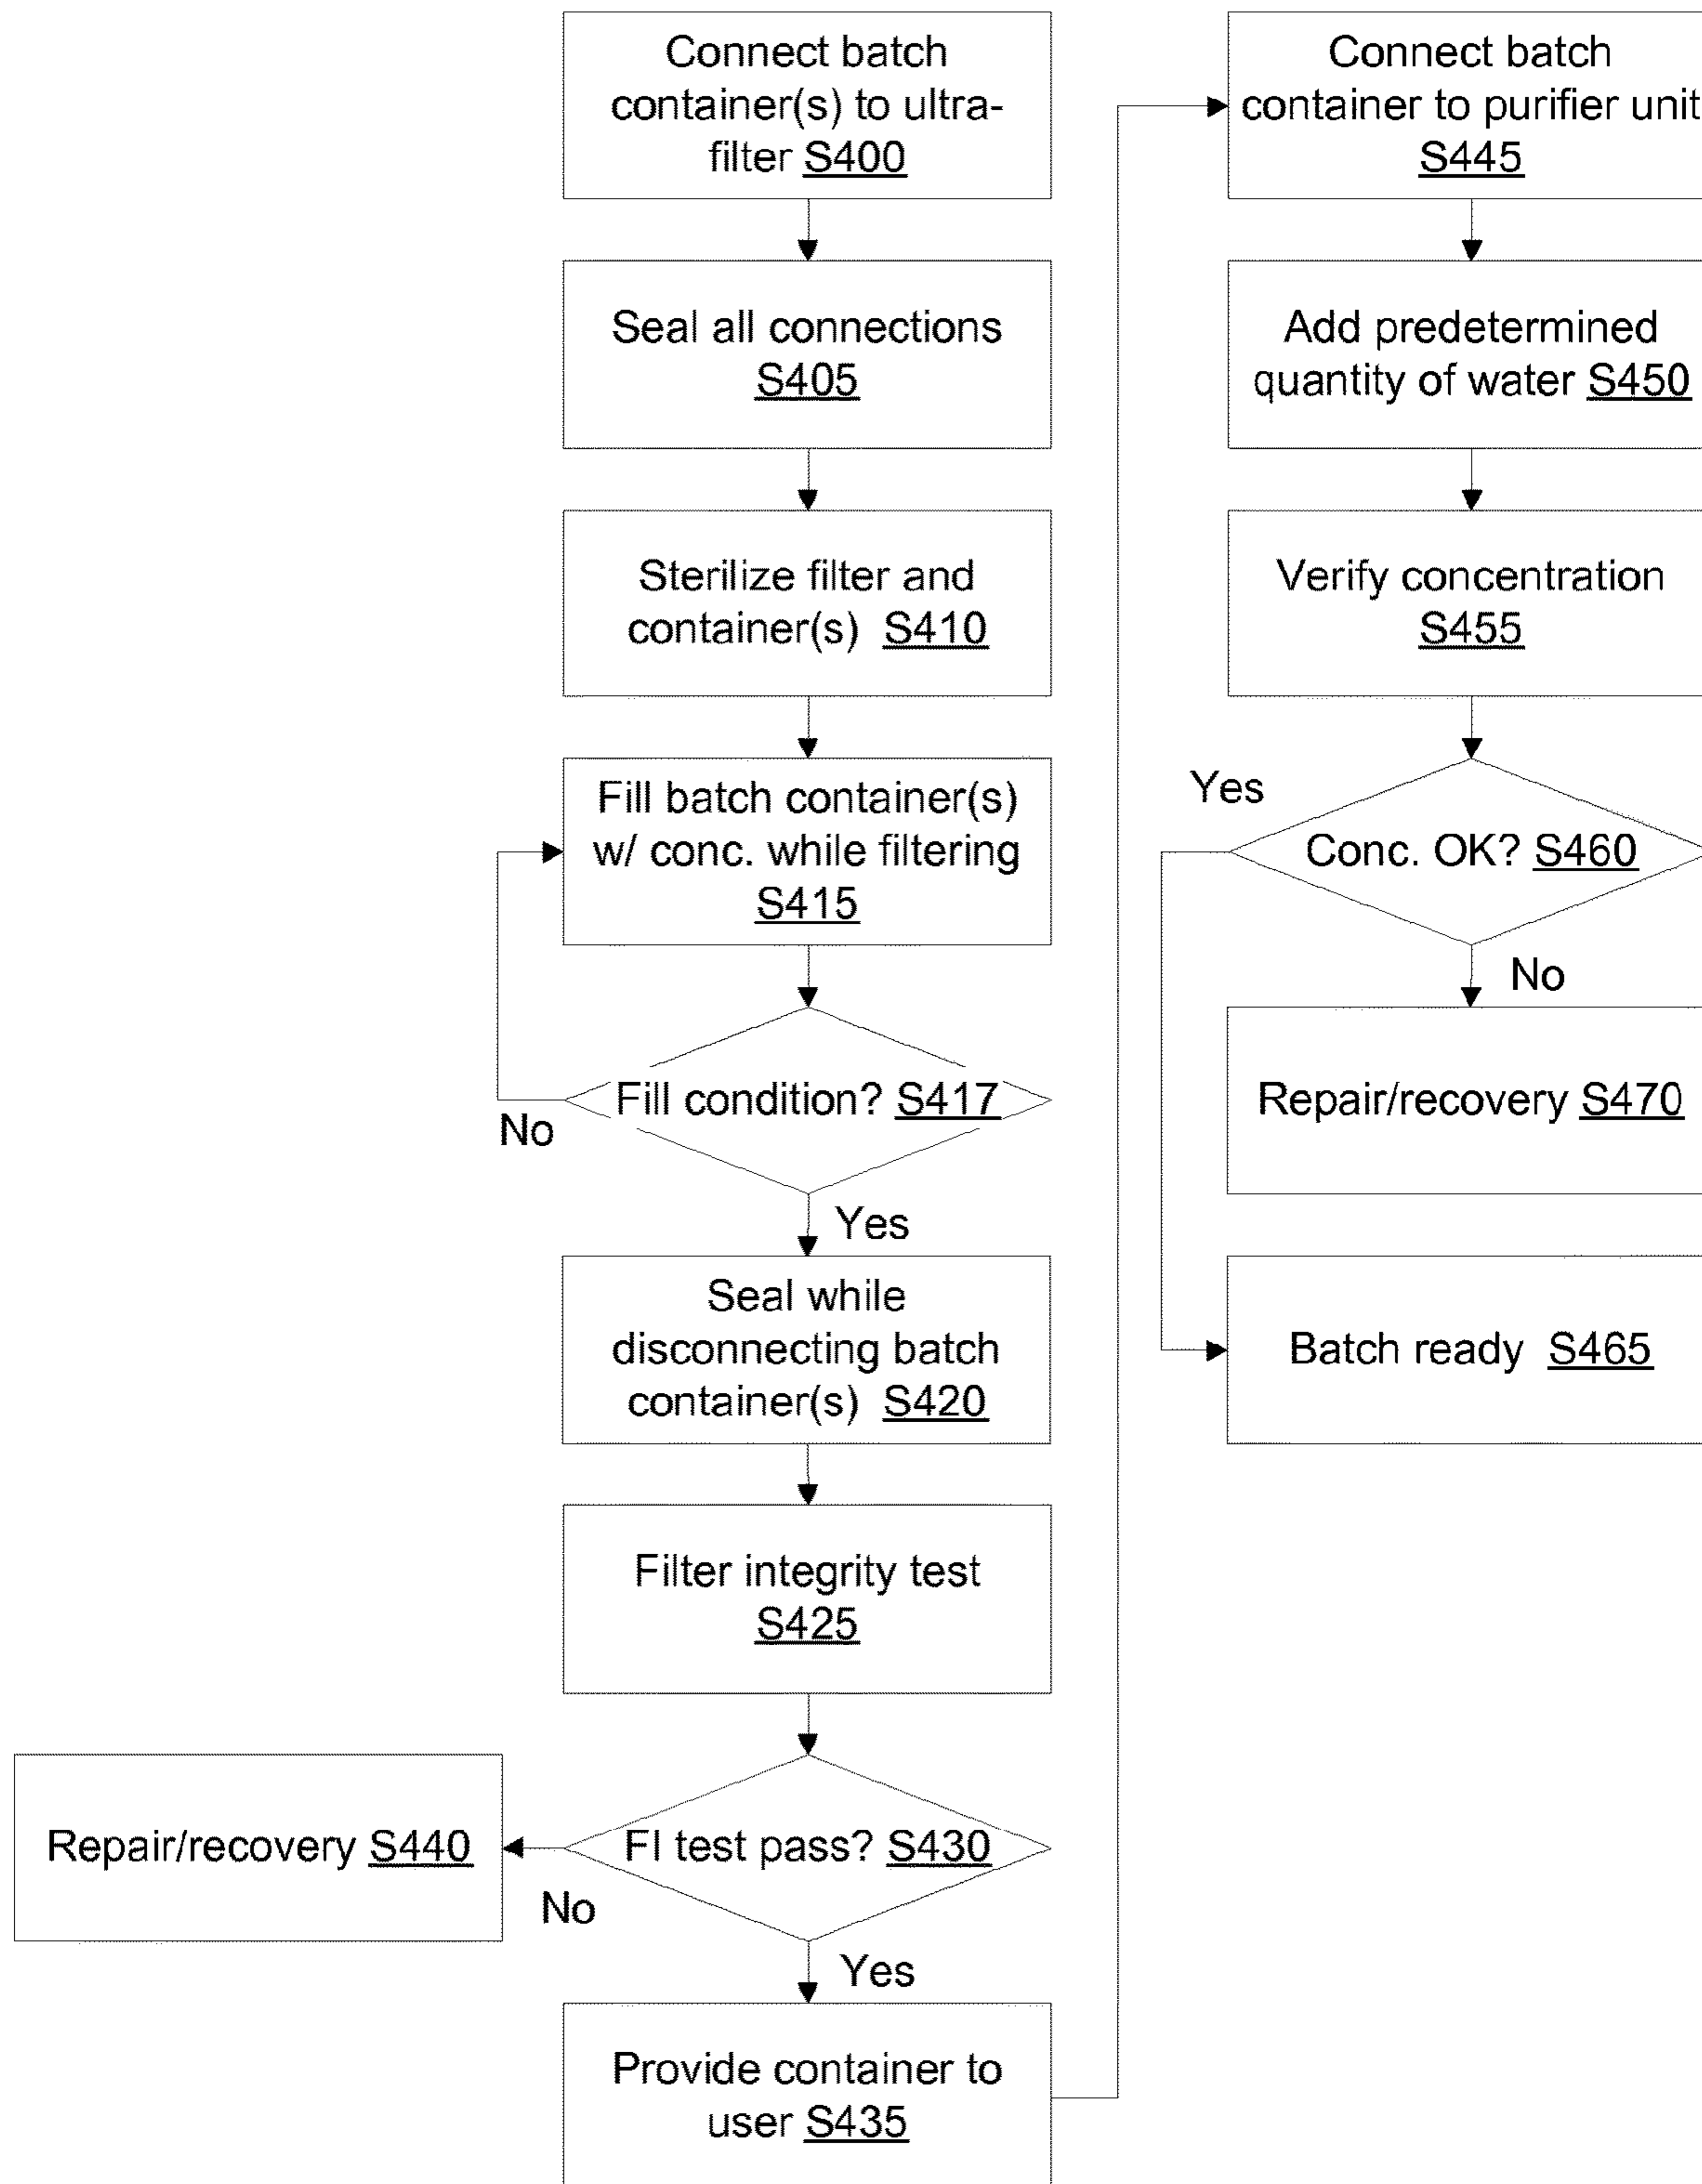 Connect batch
container(s) to ultra-
filter S400
Seal all connections
S405
Sterilize filter and
container(s) S410
Fill batch container(s)
w/ conc. while filtering
S415
Fill condition? S417
No
Yes
Seal while
disconnecting batch
container(s) S420
Filter integrity test
S425
FI test pass? S430
No
Repair/recovery S440
Yes
Provide container to
user S435
Connect batch
container to purifier unit
S445
Add predetermined
quantity of water S450
Verify concentration
S455
Yes
Conc. OK? S460
No
Repair/recovery S470
Batch ready S465